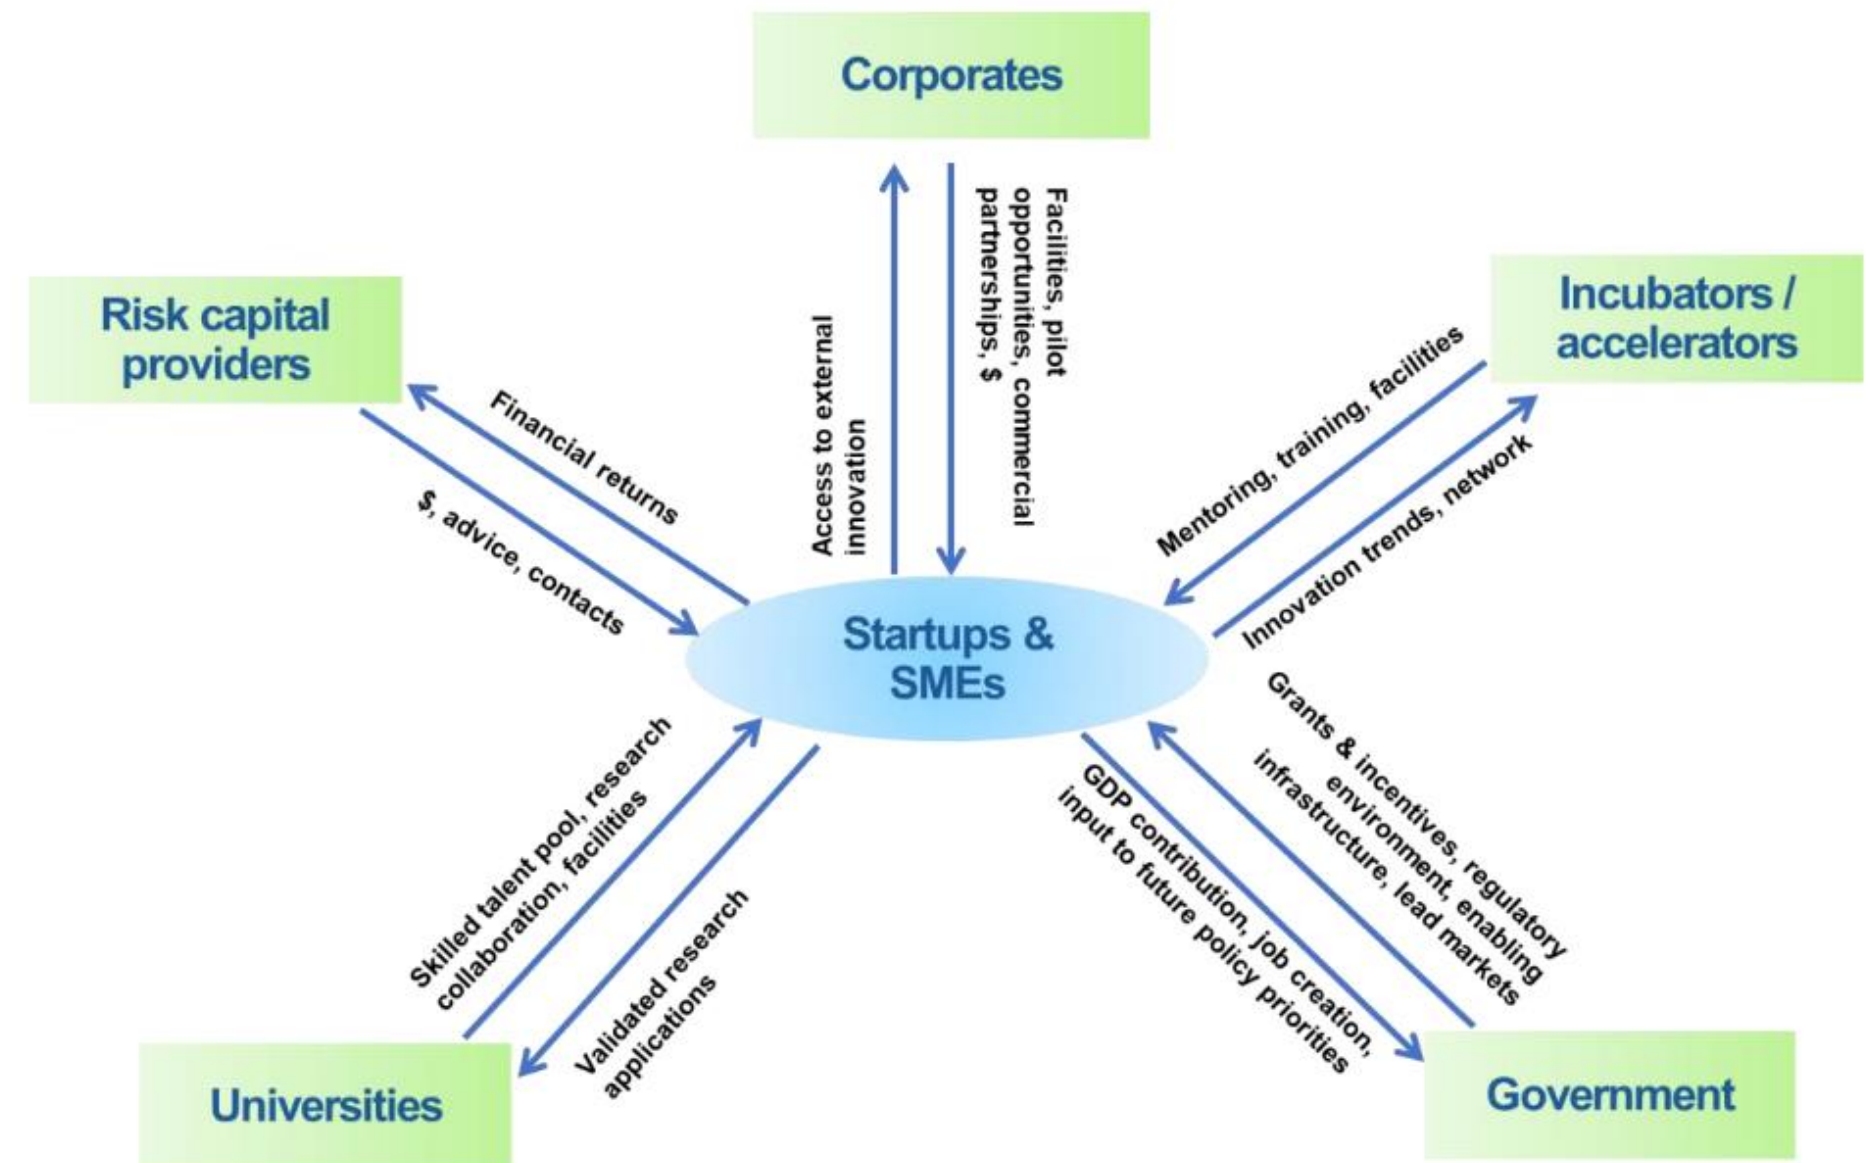 Corporates
Facilities, pilot
opportunities, commercial
partnerships, $
Access to external
innovation
Risk capital
providers
Incubators /
accelerators
Financial returns
$, advice, contacts
Mentoring, training, facilities
Innovation trends, network
Startups &
SMEs
Skilled talent pool, research
collaboration, facilities
Validated research
applications
Grants & incentives, regulatory
environment, enabling
infrastructure, lead markets
GDP contribution, job creation,
input to future policy priorities
Universities
Government